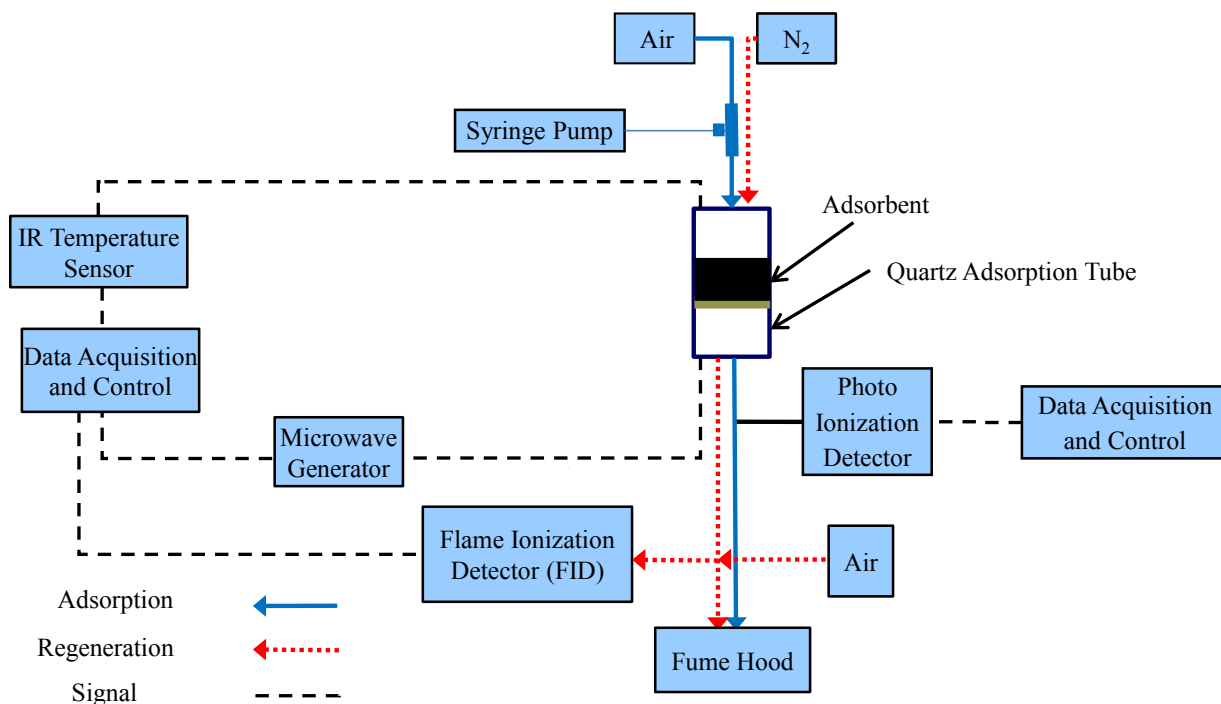 Air
N₂
Syringe Pump
Adsorbent
IR Temperature
Sensor
Quartz Adsorption Tube
Data Acquisition
and Control
Photo
Ionization
Detector
Data Acquisition
and Control
Microwave
Generator
Flame Ionization
Detector (FID)
Air
Adsorption
Regeneration
Fume Hood
Signal